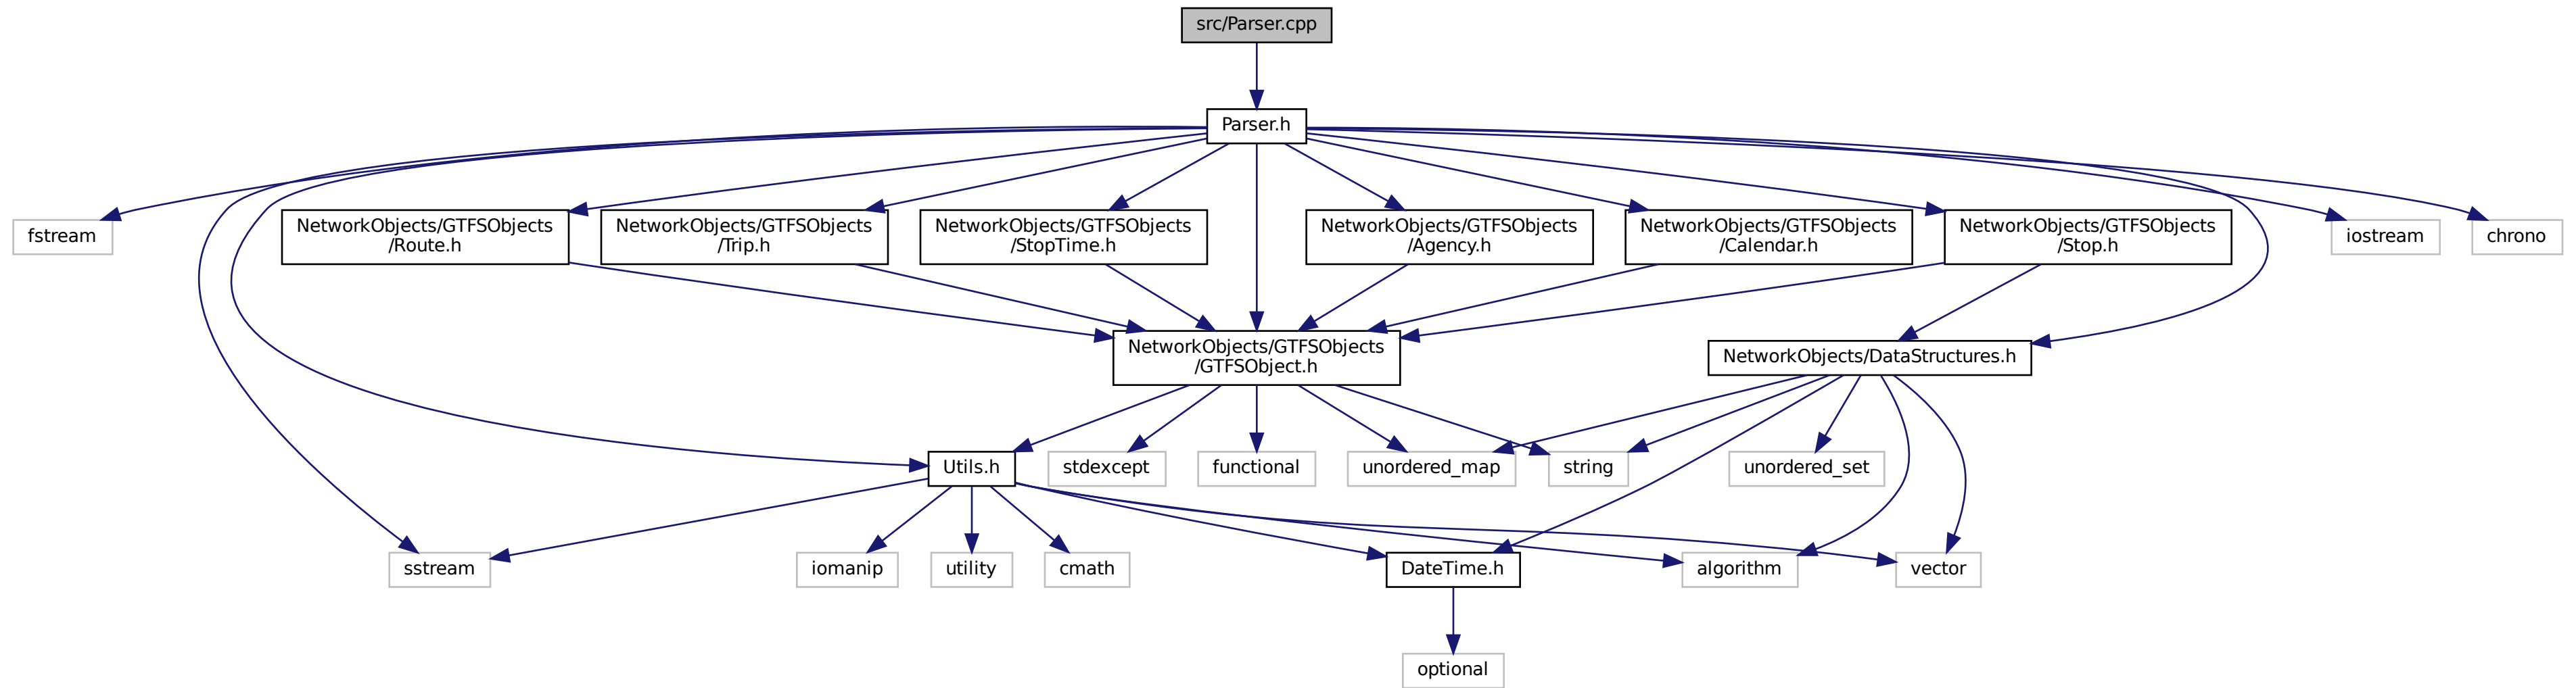 src/Parser.cpp
Parser.h
fstream
NetworkObjects/GTFSObjects
/Route.h
NetworkObjects/GTFSObjects
/Trip.h
NetworkObjects/GTFSObjects
/StopTime.h
NetworkObjects/GTFSObjects
/Agency.h
NetworkObjects/GTFSObjects
/Calendar.h
NetworkObjects/GTFSObjects
/Stop.h
iostream
chrono
NetworkObjects/GTFSObjects
/GTFSObject.h
NetworkObjects/DataStructures.h
Utils.h
stdexcept
functional
unordered_map
string
unordered_set
sstream
iomanip
utility
cmath
DateTime.h
algorithm
vector
optional